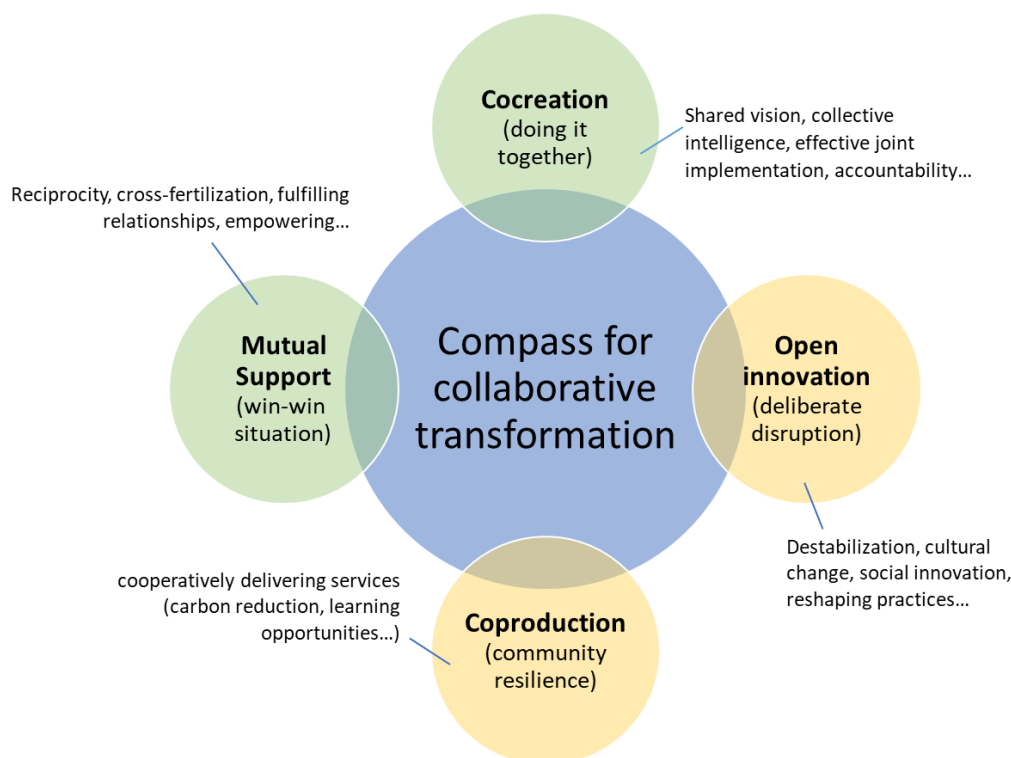 Cocreation
(doing it
together)
Shared vision, collective
intelligence, effective joint
implementation, accountability...
Reciprocity, cross-fertilization, fulfilling
relationships, empowering...
Mutual
Support
(win-win
situation)
Compass for
collaborative
transformation
Open
innovation
(deliberate
disruption)
Destabilization, cultural
change, social innovation,
reshaping practices...
cooperatively delivering services
(carbon reduction, learning
opportunities...)
Coproduction
(community
resilience)